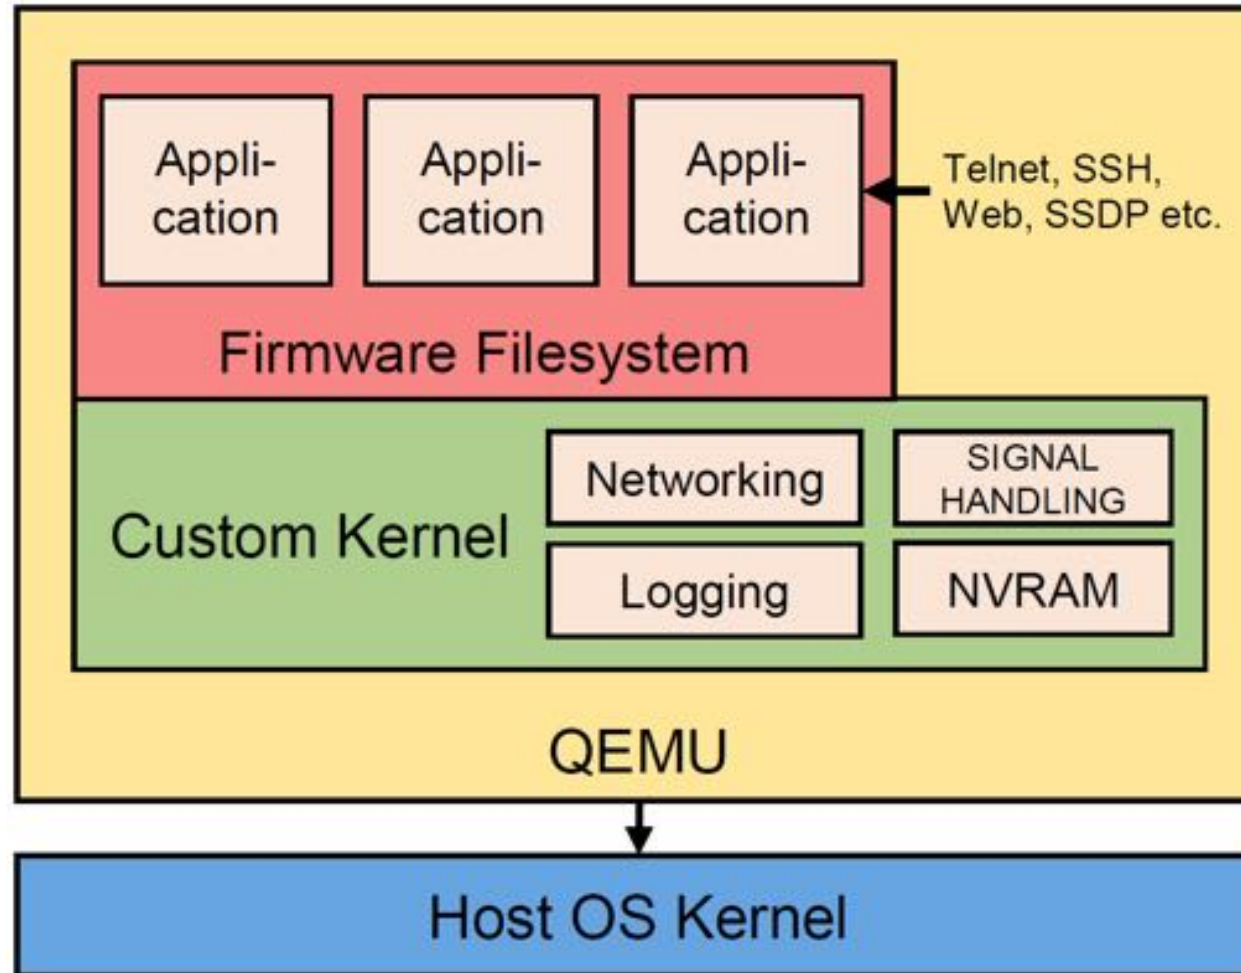 Appli-
cation
Appli-
cation
Appli-
cation
Telnet, SSH,
Web, SSDP etc.
Firmware Filesystem
Custom Kernel
Networking
SIGNAL
HANDLING
Logging
NVRAM
QEMU
Host OS Kernel